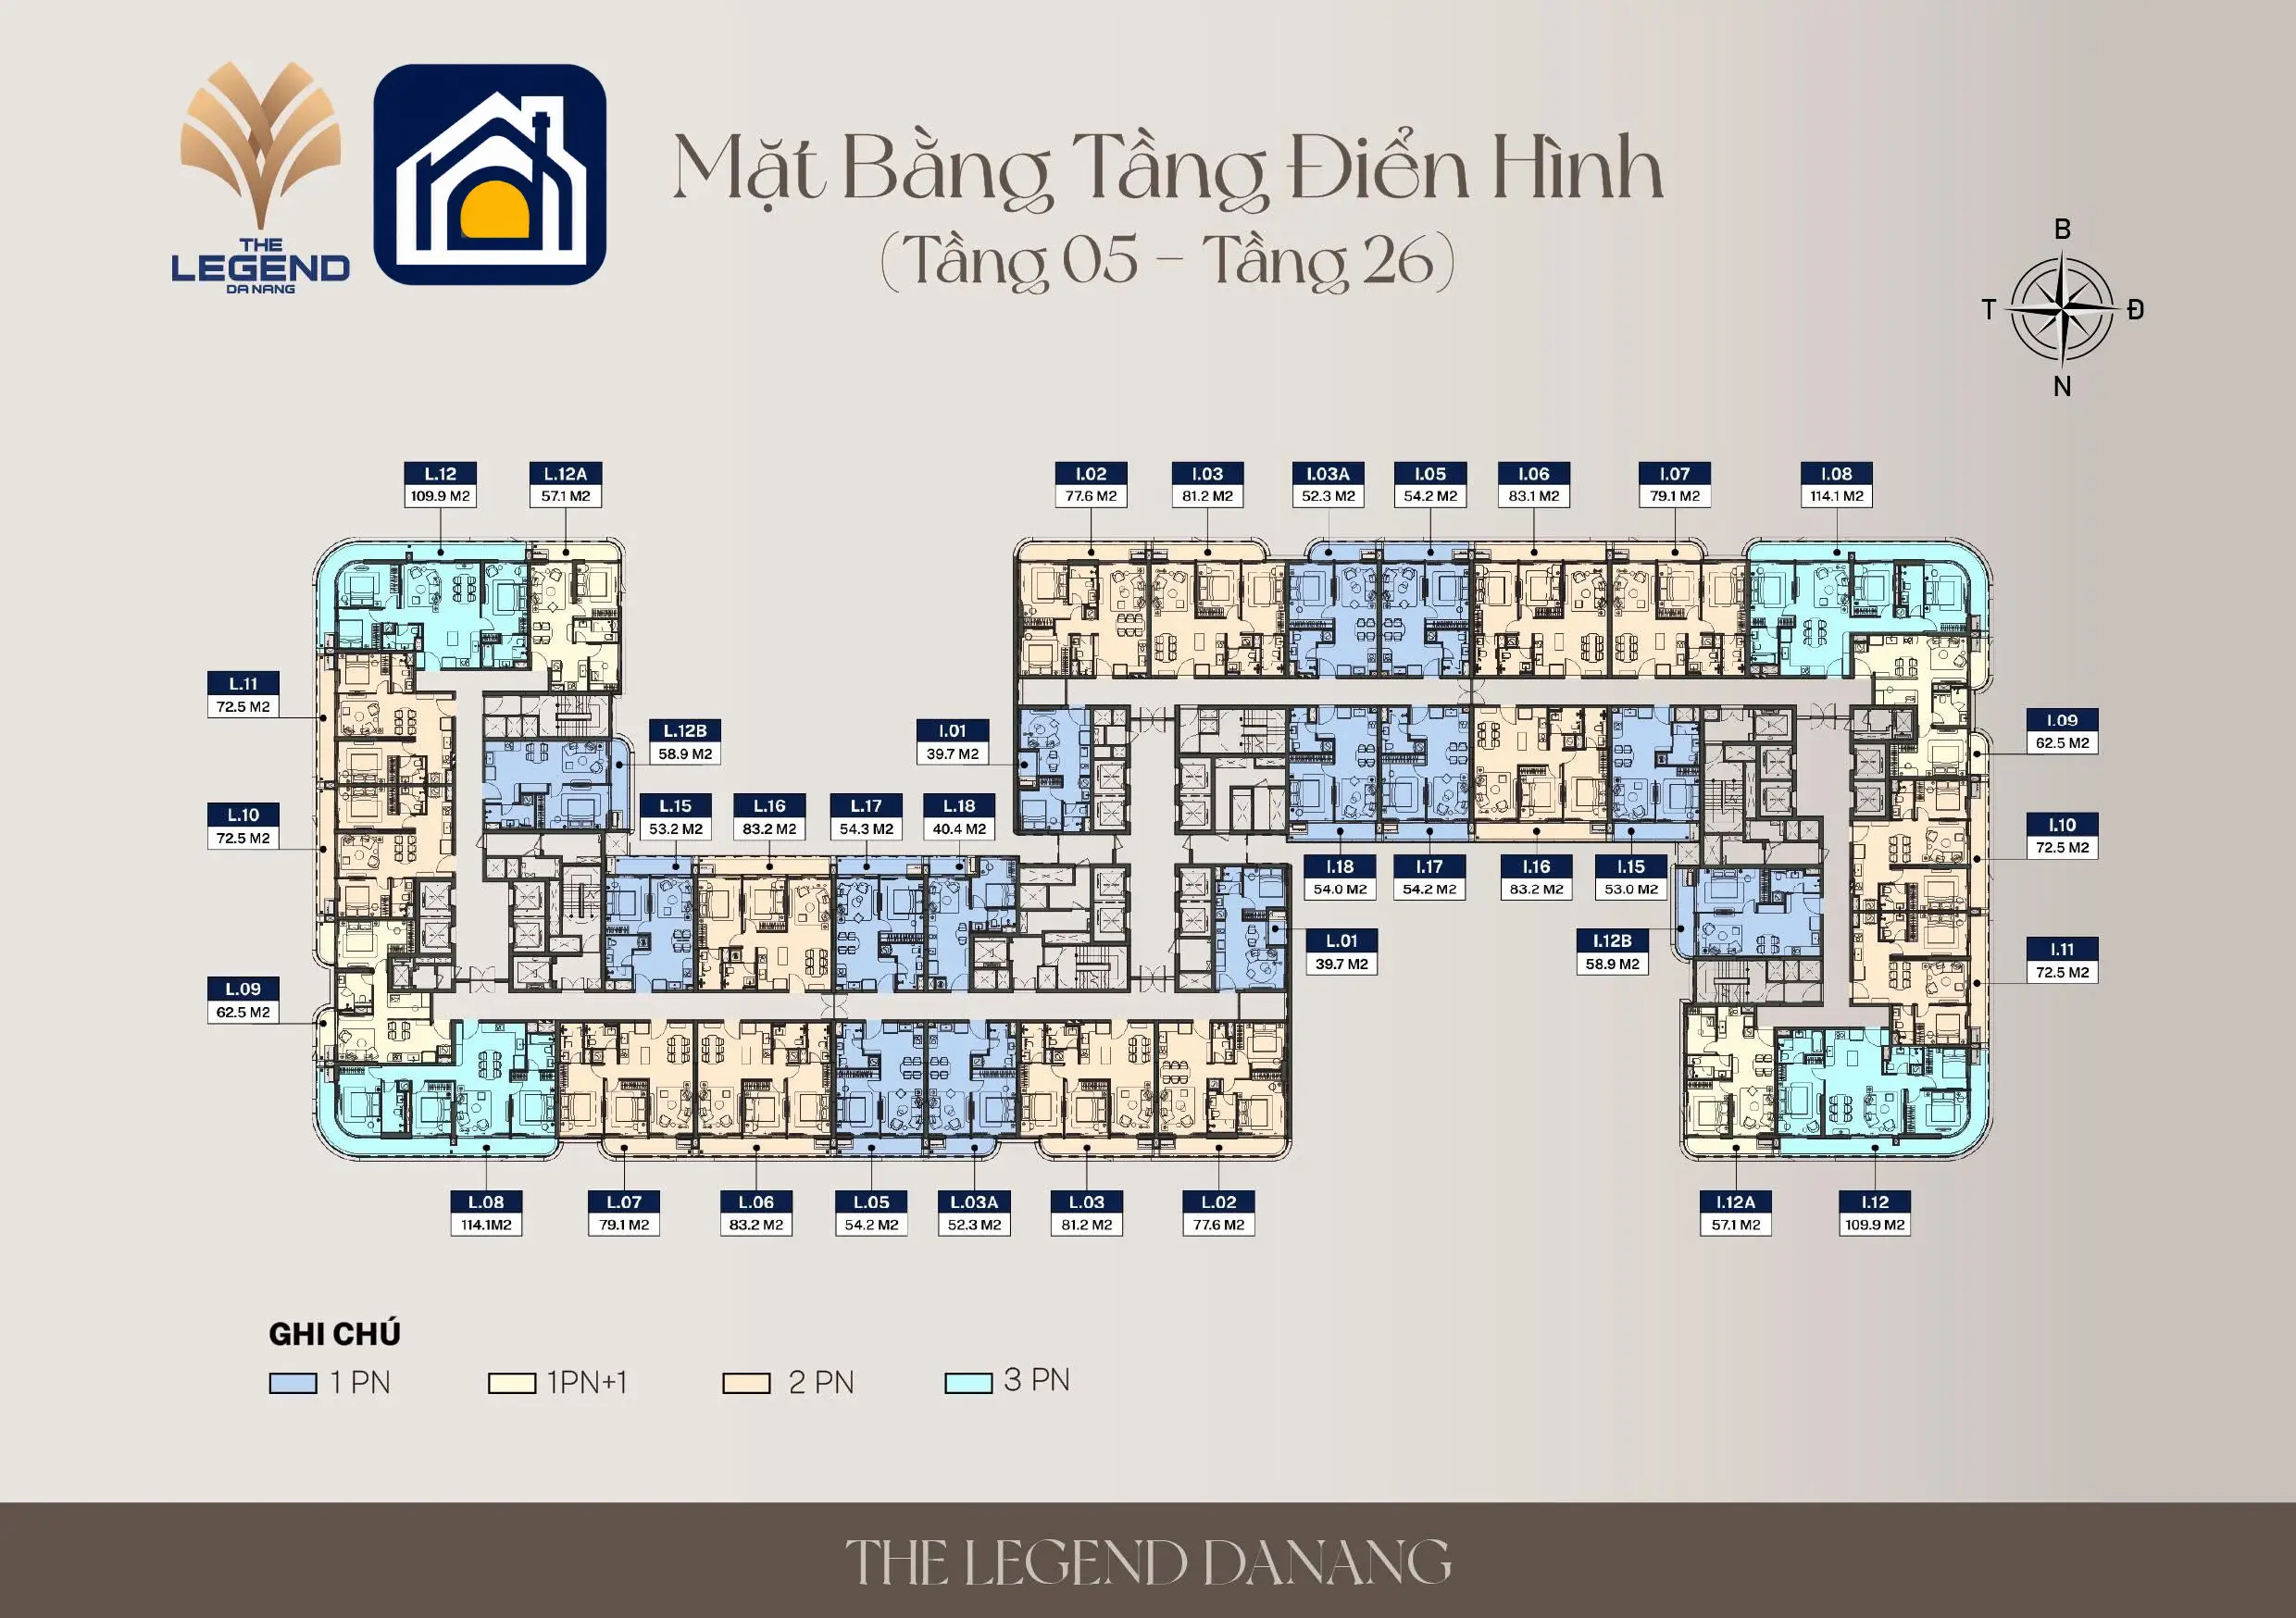 THE
LEGEND
DA NANG
Mặt Bằng Tầng Điển Hình
(Tầng 05 - Tầng 26)
B
T
Đ
N
L.12
109.9 M2
L.12A
57.1 M2
I.02
77.6 M2
I.03
81.2 M2
I.03A
52.3 M2
I.05
54.2 M2
I.06
83.1 M2
I.07
79.1 M2
I.08
114.1 M2
L.11
72.5 M2
L.12B
58.9 M2
I.01
39.7 M2
I.09
62.5 M2
L.10
72.5 M2
L.15
53.2 M2
L.16
83.2 M2
L.17
54.3 M2
L.18
40.4 M2
I.10
72.5 M2
I.18
54.0 M2
I.17
54.2 M2
I.16
83.2 M2
I.15
53.0 M2
L.01
39.7 M2
I.12B
58.9 M2
I.11
72.5 M2
L.09
62.5 M2
L.08
114.1M2
L.07
79.1 M2
L.06
83.2 M2
L.05
54.2 M2
L.03A
52.3 M2
L.03
81.2 M2
L.02
77.6 M2
I.12A
57.1 M2
I.12
109.9 M2
GHI CHÚ
1 PN
1PN+1
2 PN
3 PN
THE LEGEND DANANG